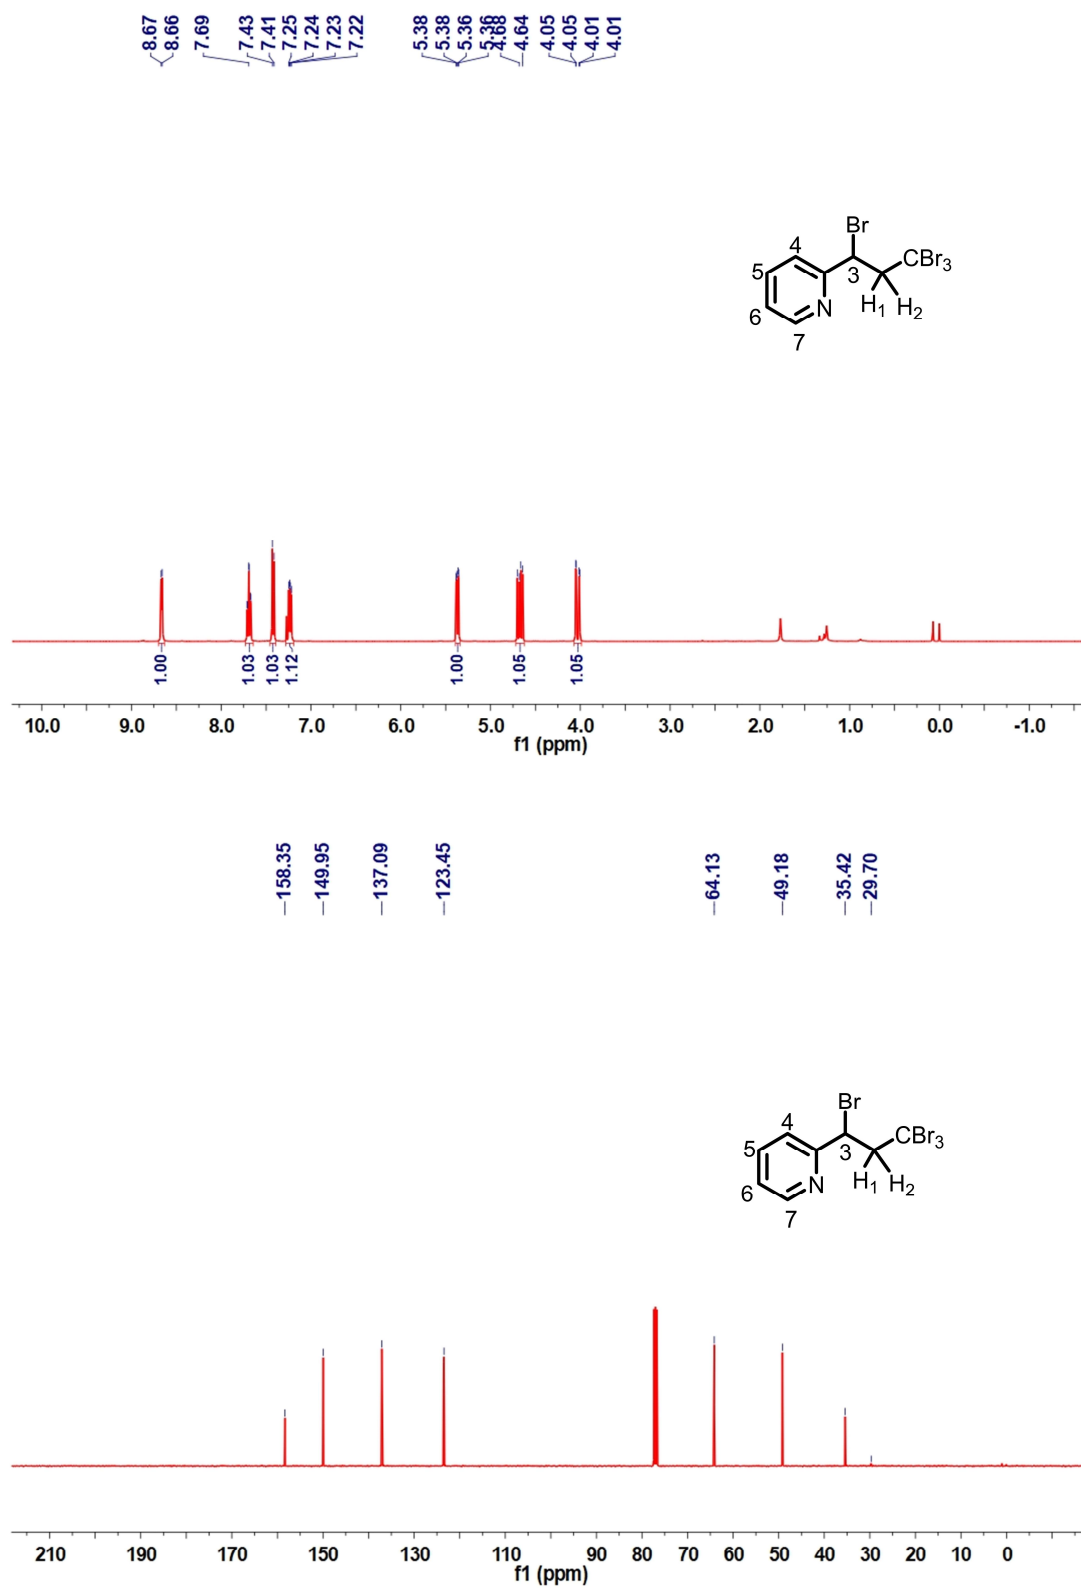 8.67 8.66 7.69 7.43 7.41 7.25 7.24 7.23 7.22 5.38 5.38 5.36 5.36 4.68 4.64 4.05 4.05 4.01 4.01
Br
4 CBr3
5 3
H1 H2
6 N
7
1.00 1.03 1.03 1.12 1.00 1.05 1.05
10.0 9.0 8.0 7.0 6.0 5.0 4.0 3.0 2.0 1.0 0.0 -1.0
f1 (ppm)
158.35 149.95 137.09 123.45 64.13 49.18 35.42 29.70
Br
4 CBr3
5 3
H1 H2
6 N
7
210 190 170 150 130 110 90 80 70 60 50 40 30 20 10 0
f1 (ppm)